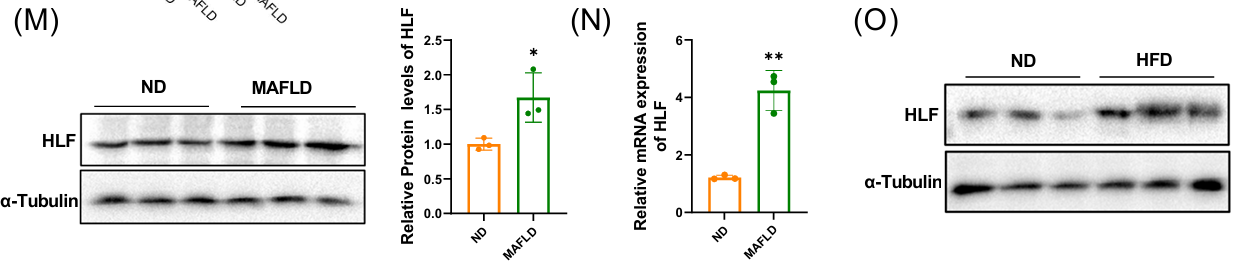 (M)
ND
MAFLD
HLF
α-Tubulin
Relative Protein levels of HLF
2.5
2.0
1.5
1.0
0.5
0.0
*
ND
MAFLD
(N)
Relative mRNA expression
of HLF
6
4
2
0
**
ND
MAFLD
(O)
ND
HFD
HLF
α-Tubulin